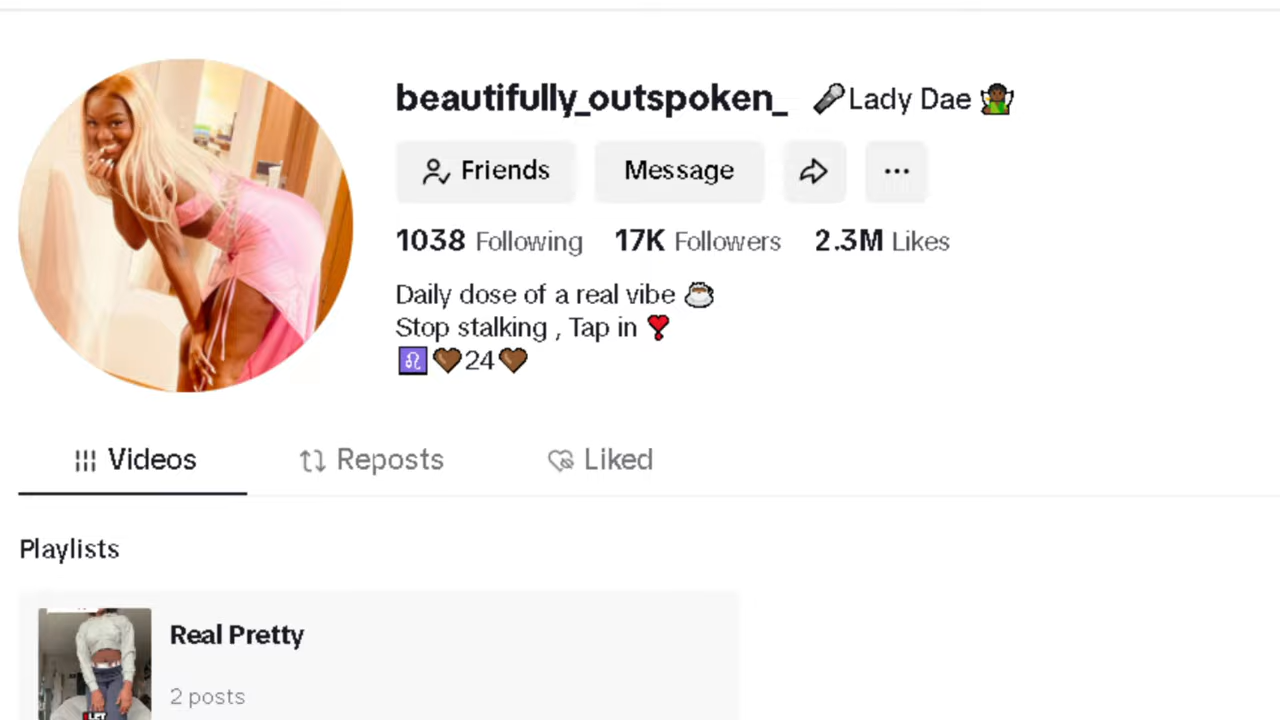 beautifully_outspoken_ 🎤Lady Dae 🧚🏿
Friends Message ...
1038 Following 17K Followers 2.3M Likes
Daily dose of a real vibe ☕
Stop stalking , Tap in ❣️
♌🤎24🤎
Videos Reposts Liked
Playlists
Real Pretty
2 posts
LET